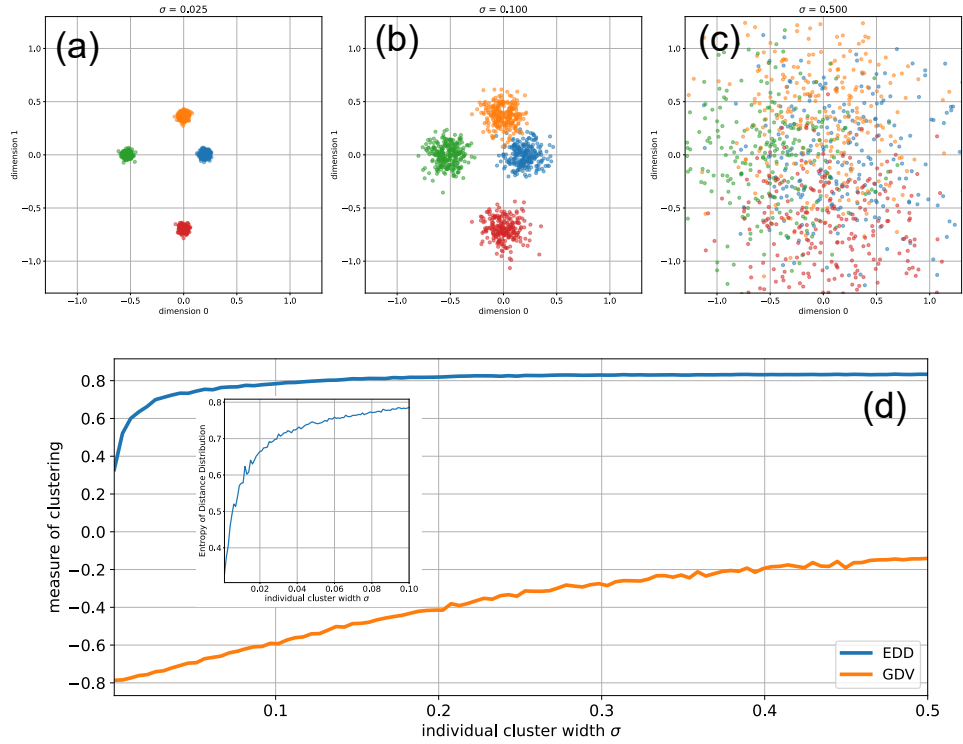 σ = 0.025
σ = 0.100
σ = 0.500
(a)
(b)
(c)
1.0
0.5
0.0
−0.5
−1.0
dimension 1
−1.0
−0.5
0.0
0.5
1.0
dimension 0
1.0
0.5
0.0
−0.5
−1.0
dimension 1
−1.0
−0.5
0.0
0.5
1.0
dimension 0
1.0
0.5
0.0
−0.5
−1.0
dimension 1
−1.0
−0.5
0.0
0.5
1.0
dimension 0
(d)
measure of clustering
0.8
0.6
0.4
0.2
0.0
−0.2
−0.4
−0.6
−0.8
Entropy of Distance Distribution
0.8
0.7
0.6
0.5
0.4
0.02
0.04
0.06
0.08
0.10
individual cluster width σ
EDD
GDV
0.1
0.2
0.3
0.4
0.5
individual cluster width σ